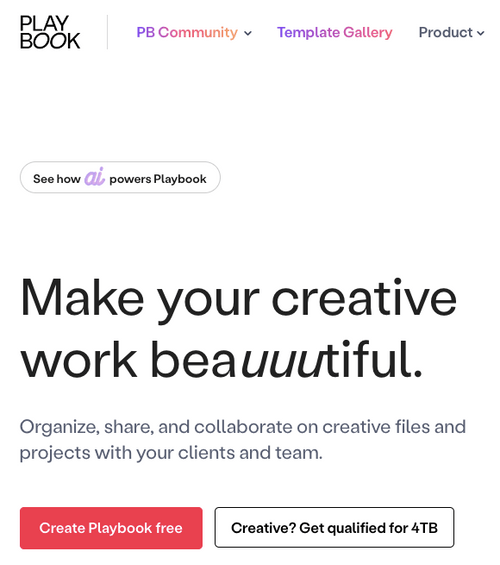 PLAY
BOOK
PB Community
Template Gallery
Product
See how ai powers Playbook
Make your creative
work beauuutiful.
Organize, share, and collaborate on creative files and
projects with your clients and team.
Create Playbook free
Creative? Get qualified for 4TB